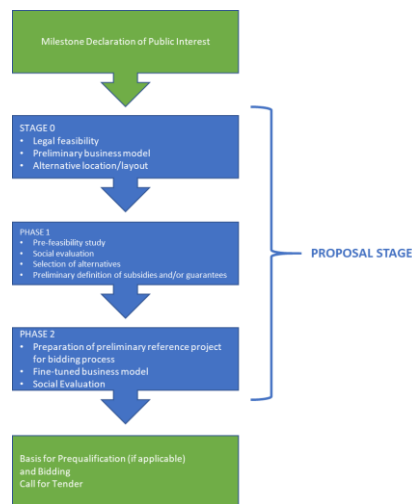 Milestone Declaration of Public Interest
STAGE 0
• Legal feasibility
• Preliminary business model
• Alternative location/layout
PHASE 1
• Pre-feasibility study
• Social evaluation
• Selection of alternatives
• Preliminary definition of subsidies and/or guarantees
PROPOSAL STAGE
PHASE 2
• Preparation of preliminary reference project
for bidding process
• Fine-tuned business model
• Social Evaluation
Basis for Prequalification (if applicable)
and Bidding
Call for Tender